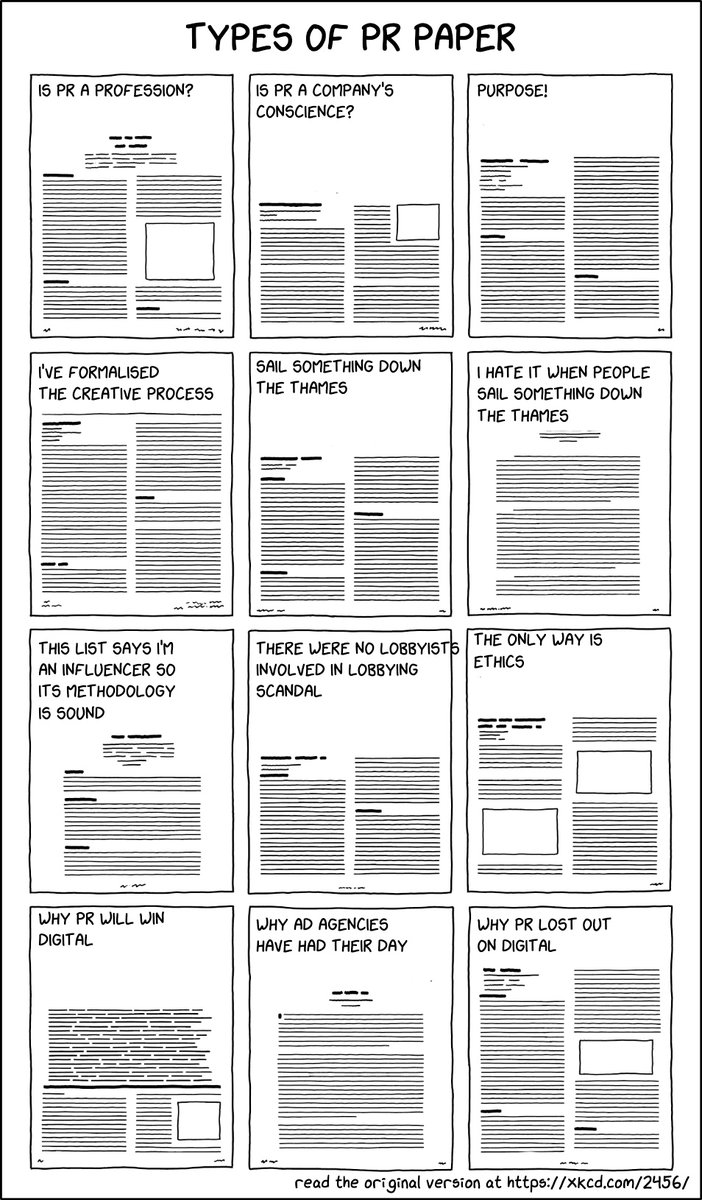 TYPES OF PR PAPER
IS PR A PROFESSION?
IS PR A COMPANY'S
CONSCIENCE?
PURPOSE!
I'VE FORMALISED
THE CREATIVE PROCESS
SAIL SOMETHING DOWN
THE THAMES
I HATE IT WHEN PEOPLE
SAIL SOMETHING DOWN
THE THAMES
THIS LIST SAYS I'M
AN INFLUENCER SO
ITS METHODOLOGY
IS SOUND
THERE WERE NO LOBBYISTS
INVOLVED IN LOBBYING
SCANDAL
THE ONLY WAY IS
ETHICS
WHY PR WILL WIN
DIGITAL
WHY AD AGENCIES
HAVE HAD THEIR DAY
WHY PR LOST OUT
ON DIGITAL
read the original version at https://xkcd.com/2456/